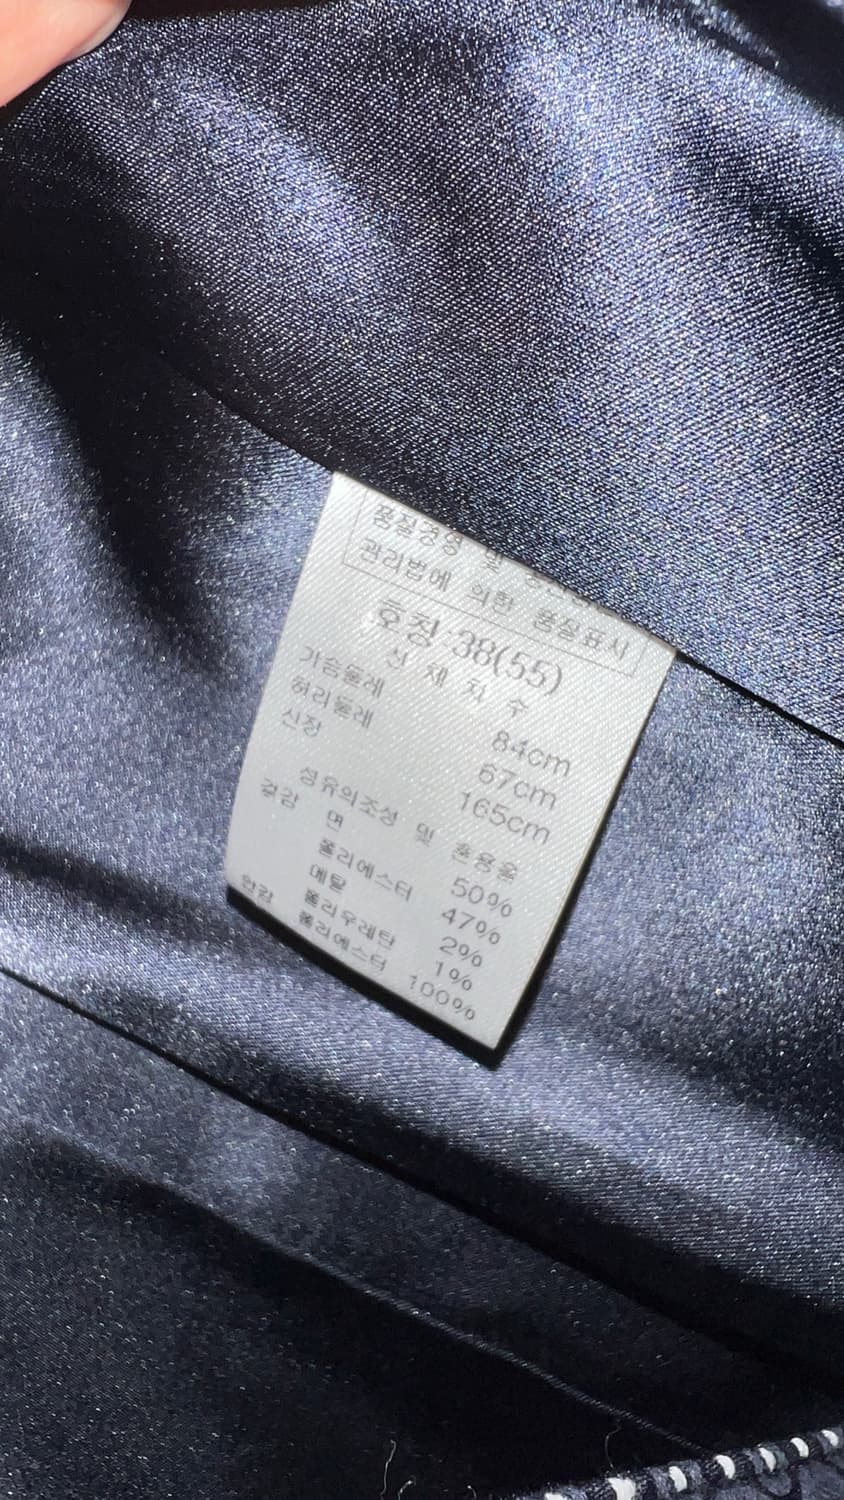 품질경영 및
관리법에 의한 품질표시
호칭:38(55)
신 체 치 수
가슴둘레 84cm
허리둘레 67cm
신장 165cm
섬유의조성 및 혼용율
겉감 면 50%
폴리에스터 47%
메탈 2%
폴리우레탄 1%
안감 폴리에스터 100%